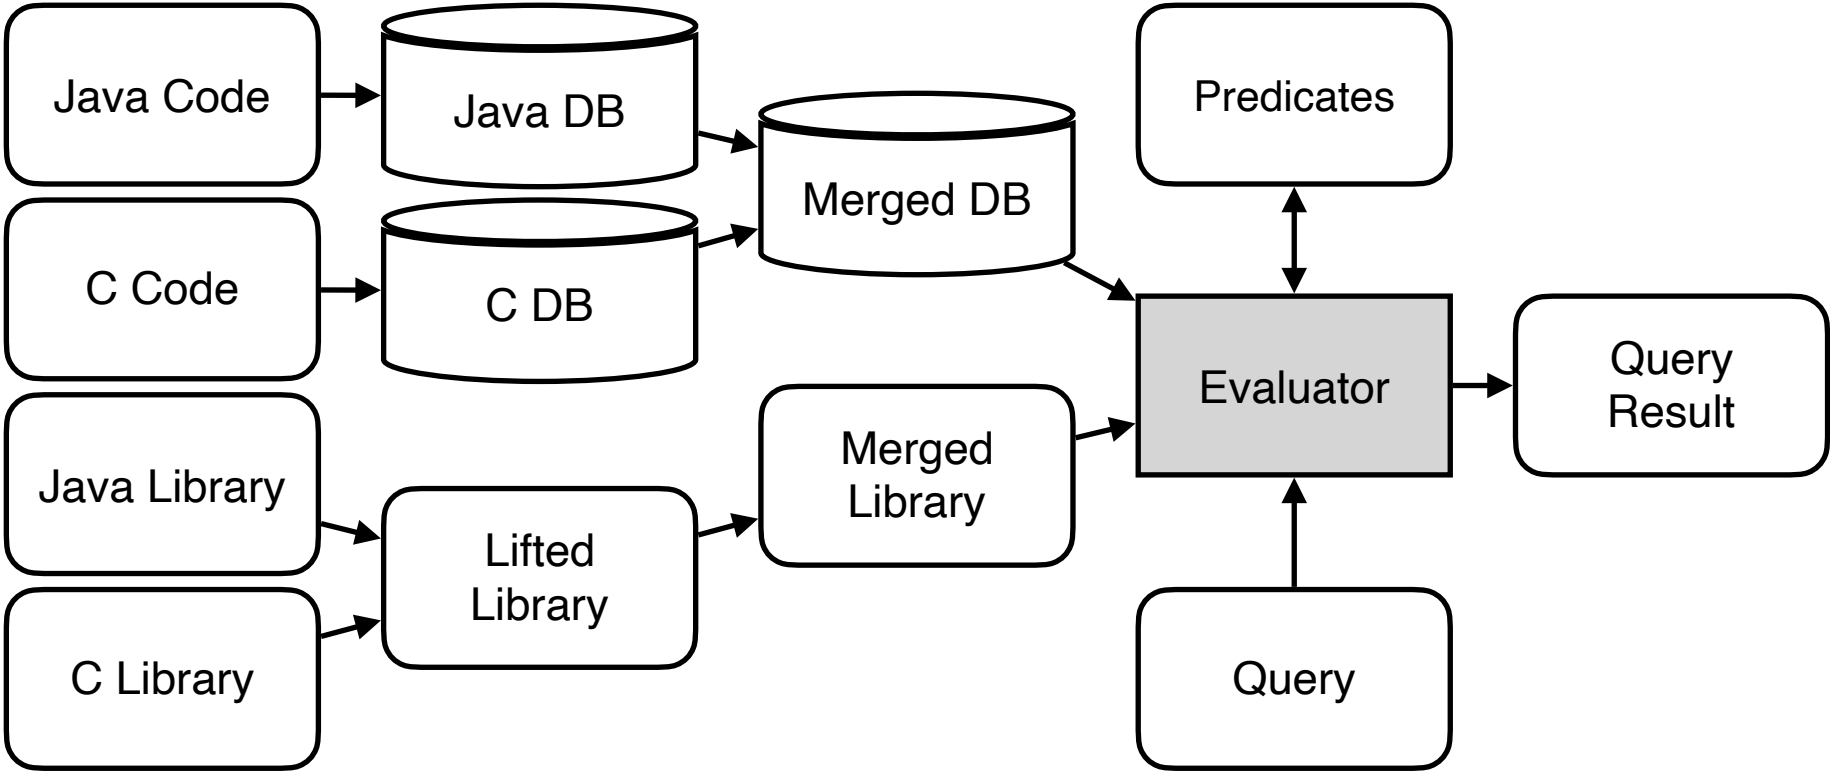 Java Code
Java DB
Merged DB
Predicates
C Code
C DB
Java Library
C Library
Lifted
Library
Merged
Library
Evaluator
Query
Result
Query